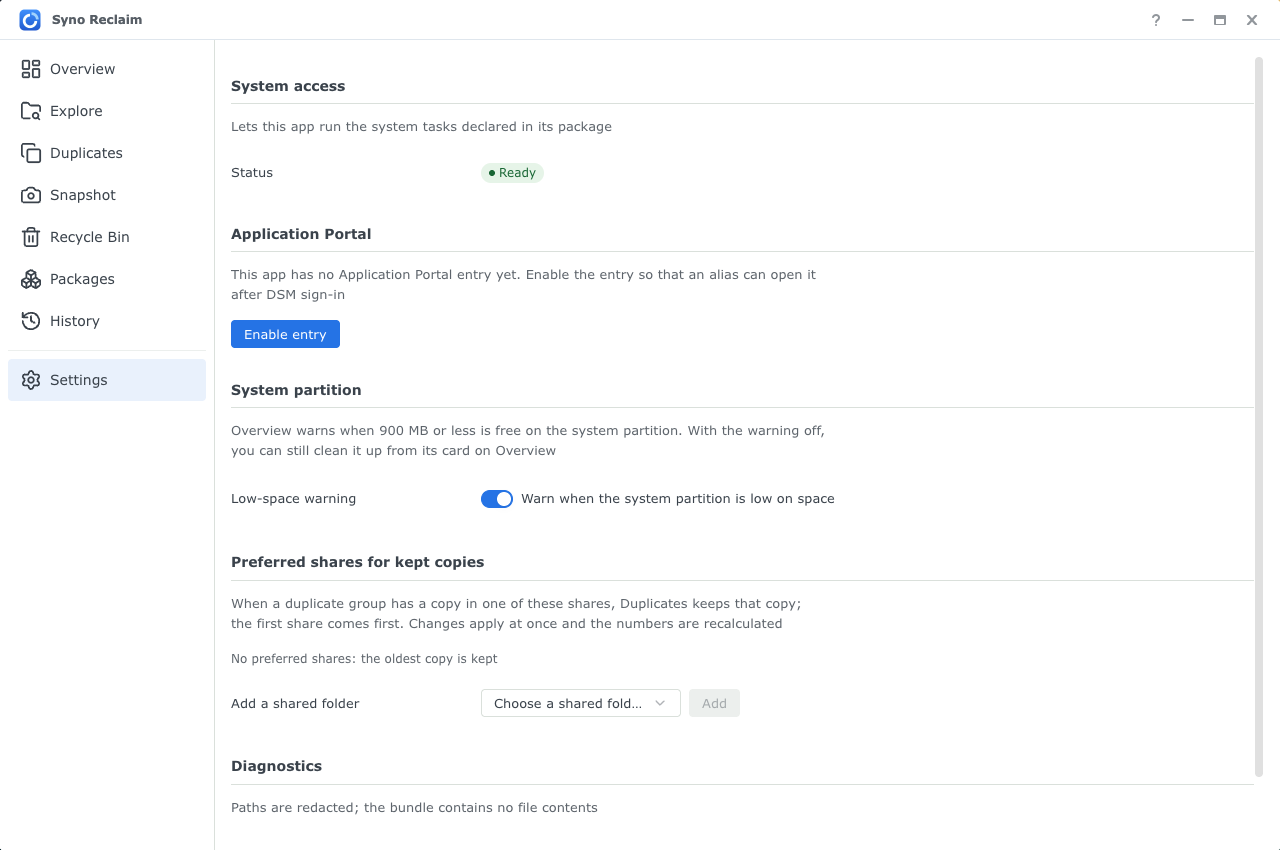 Syno Reclaim
Overview
Explore
Duplicates
Snapshot
Recycle Bin
Packages
History
Settings
System access
Lets this app run the system tasks declared in its package
Status
Ready
Application Portal
This app has no Application Portal entry yet. Enable the entry so that an alias can open it
after DSM sign-in
Enable entry
System partition
Overview warns when 900 MB or less is free on the system partition. With the warning off,
you can still clean it up from its card on Overview
Low-space warning
Warn when the system partition is low on space
Preferred shares for kept copies
When a duplicate group has a copy in one of these shares, Duplicates keeps that copy;
the first share comes first. Changes apply at once and the numbers are recalculated
No preferred shares: the oldest copy is kept
Add a shared folder
Choose a shared fold...
Add
Diagnostics
Paths are redacted; the bundle contains no file contents